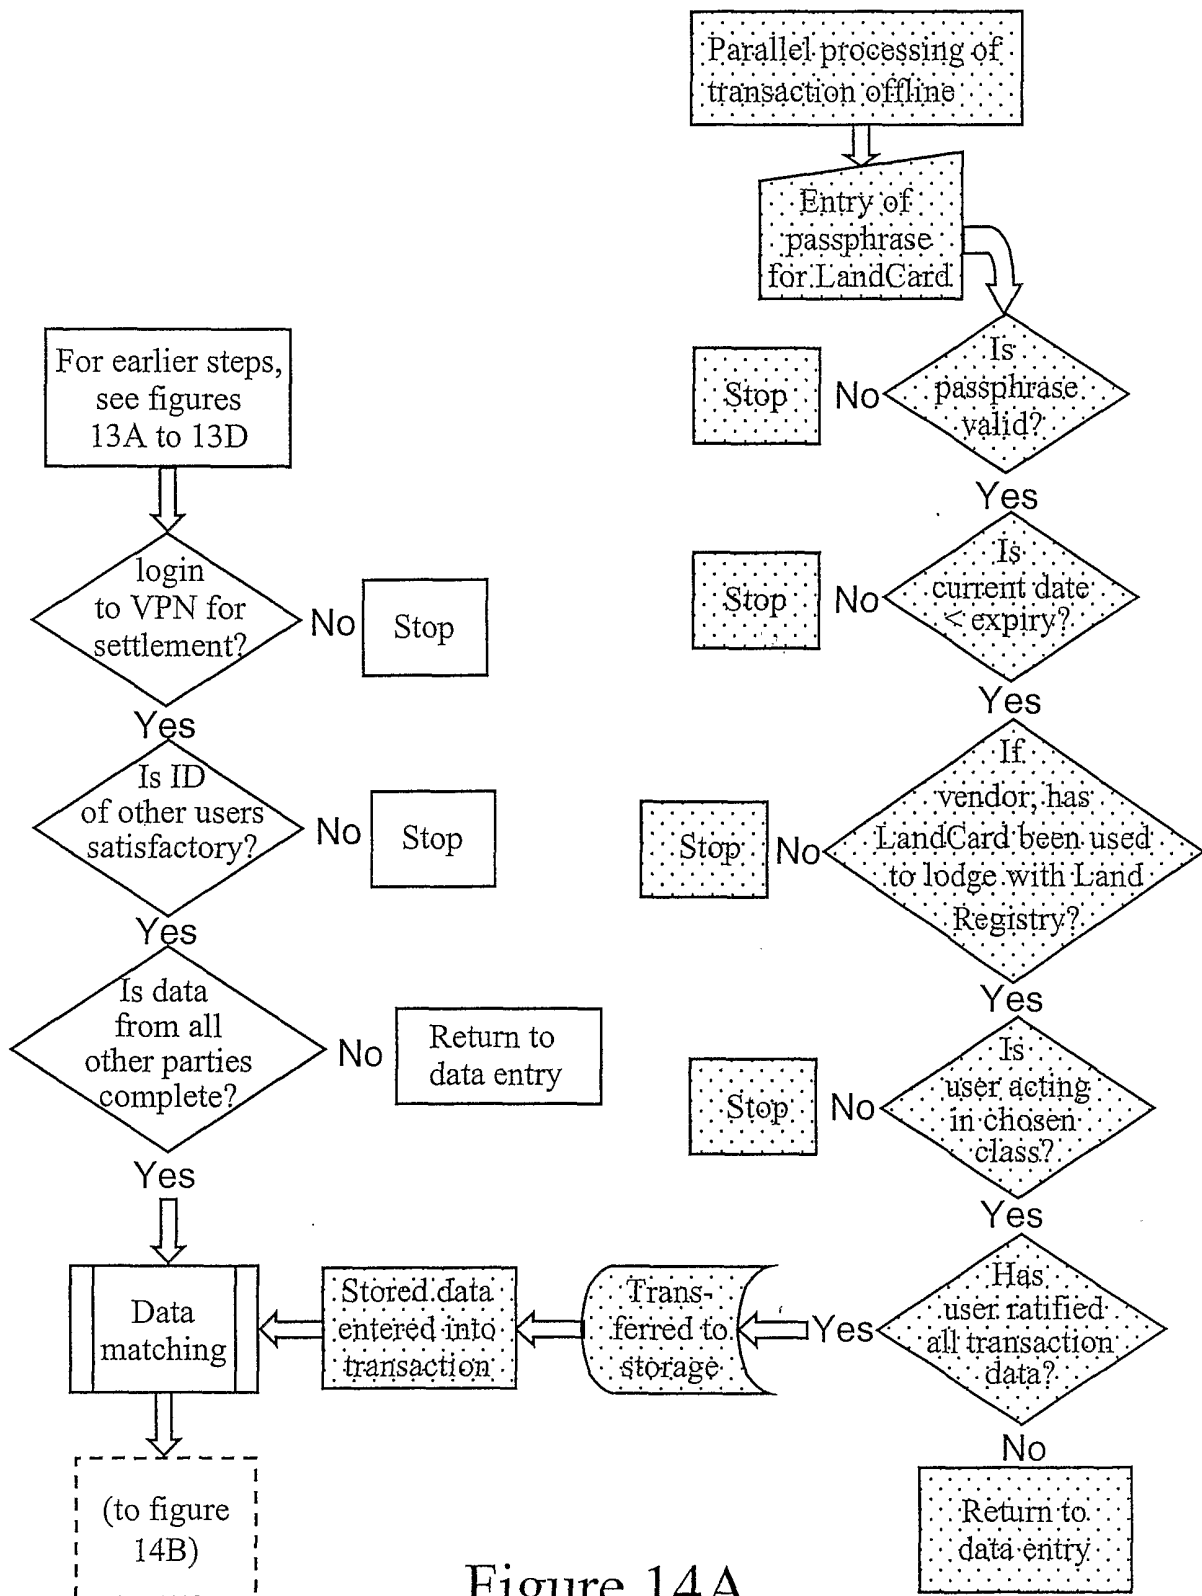 Parallel processing of
transaction offline
Entry of
passphrase
for LandCard
Is
passphrase
valid?
No
Stop
Yes
Is
current date
< expiry?
No
Stop
Yes
If
vendor, has
LandCard been used
to lodge with Land
Registry?
No
Stop
Yes
Is
user acting
in chosen
class?
No
Stop
Yes
Has
user ratified
all transaction
data?
No
Return to
data entry
Yes
Trans-
ferred to
storage
Stored data
entered into
transaction
For earlier steps,
see figures
13A to 13D
login
to VPN for
settlement?
No
Stop
Yes
Is ID
of other users
satisfactory?
No
Stop
Yes
Is data
from all
other parties
complete?
No
Return to
data entry
Yes
Data
matching
(to figure
14B)
Figure 14A